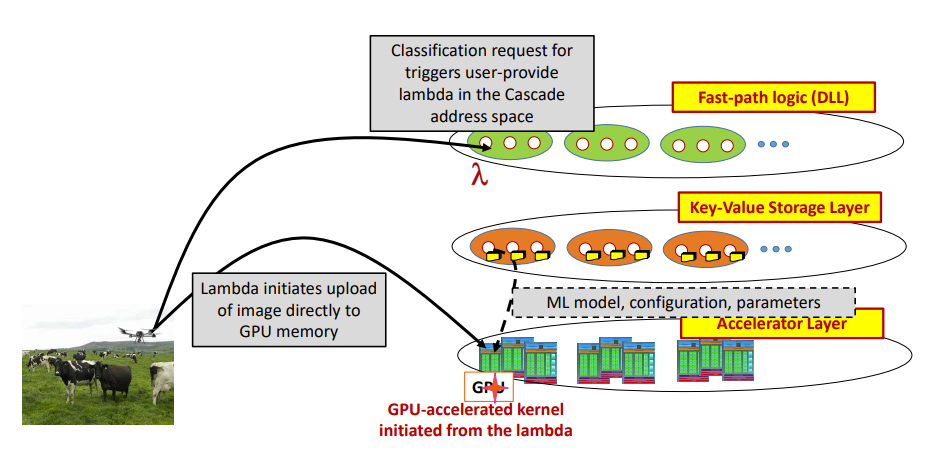 Classification request for
triggers user-provide
lambda in the Cascade
address space
Fast-path logic (DLL)
λ
Key-Value Storage Layer
Lambda initiates upload
of image directly to
GPU memory
ML model, configuration, parameters
Accelerator Layer
GPU
GPU-accelerated kernel
initiated from the lambda